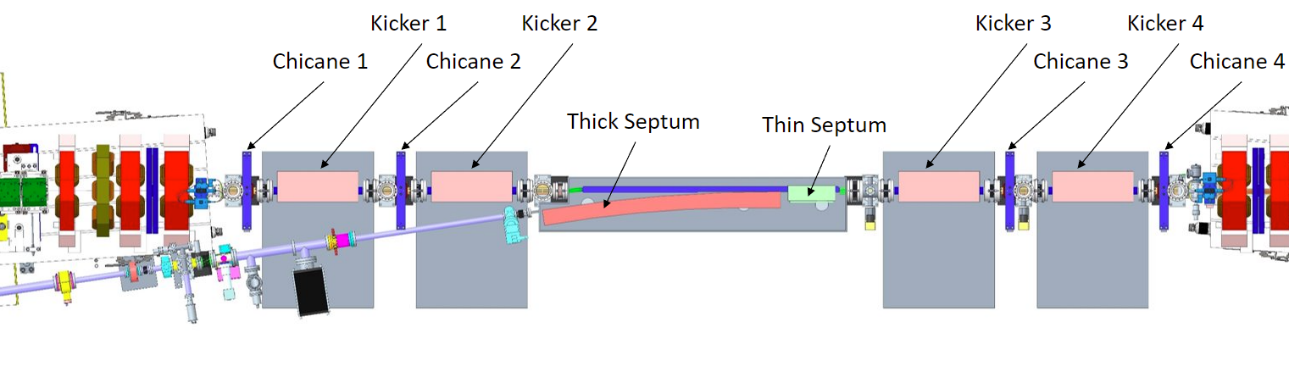 Kicker 1
Kicker 2
Kicker 3
Kicker 4
Chicane 1
Chicane 2
Chicane 3
Chicane 4
Thick Septum
Thin Septum